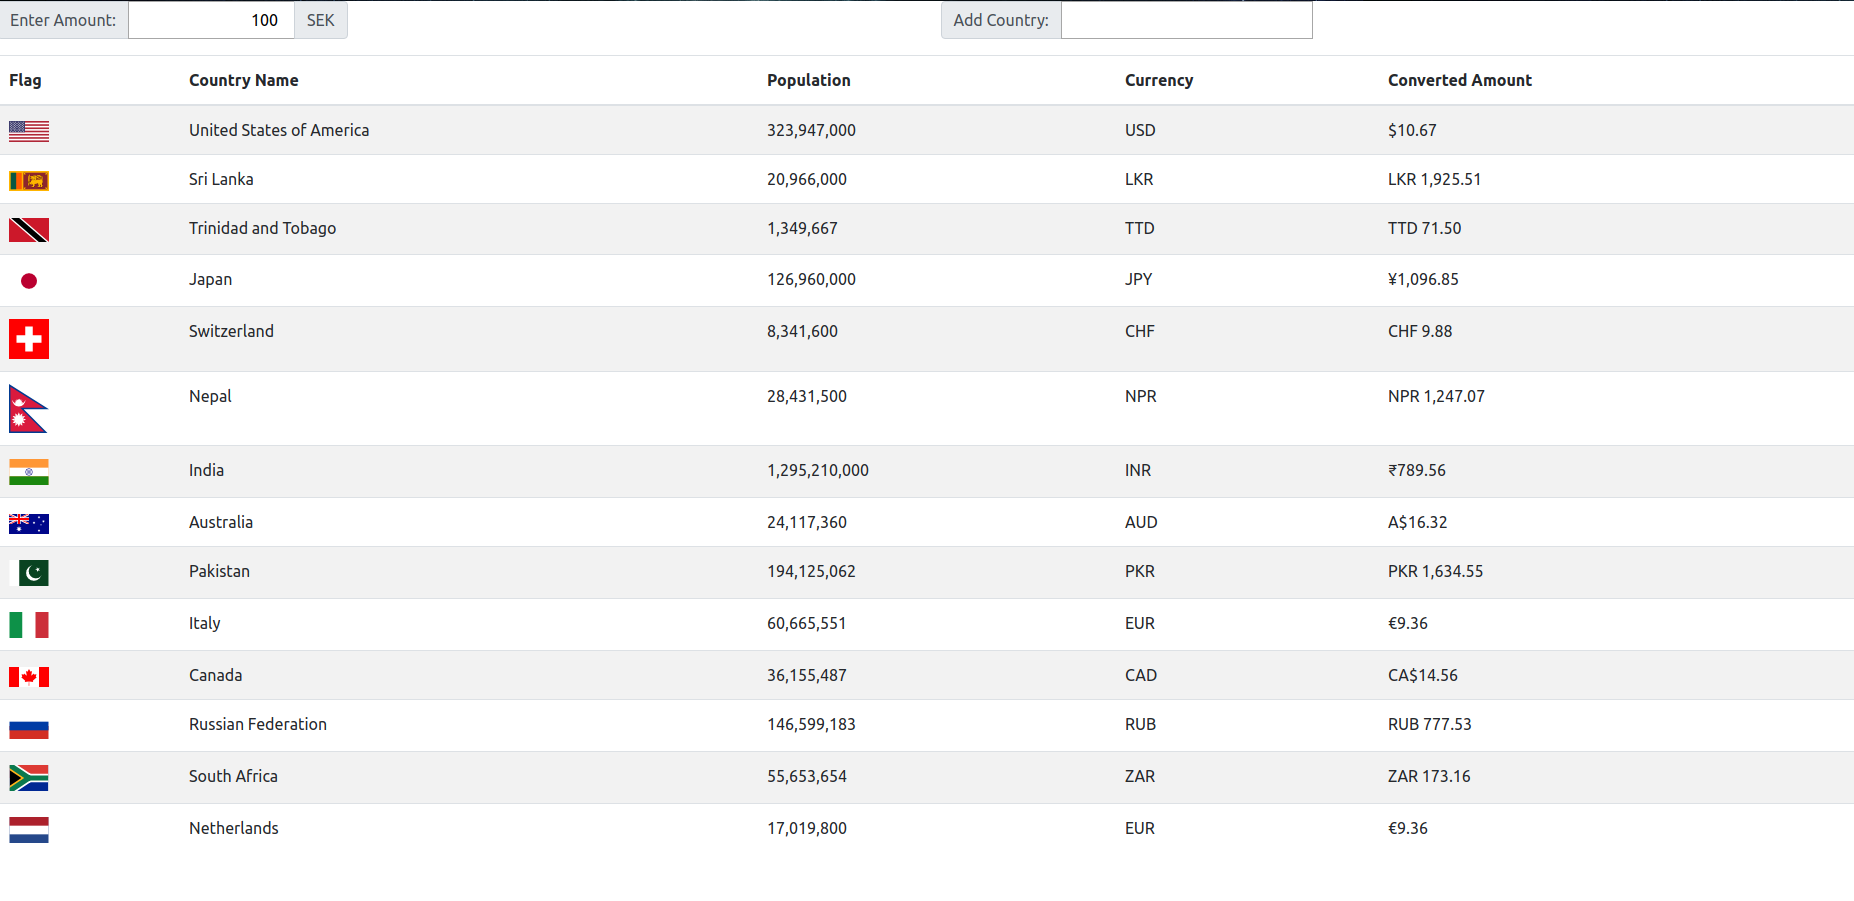 Enter Amount: 100 SEK Add Country:
Flag Country Name Population Currency Converted Amount
United States of America 323,947,000 USD $10.67
Sri Lanka 20,966,000 LKR LKR 1,925.51
Trinidad and Tobago 1,349,667 TTD TTD 71.50
Japan 126,960,000 JPY ¥1,096.85
Switzerland 8,341,600 CHF CHF 9.88
Nepal 28,431,500 NPR NPR 1,247.07
India 1,295,210,000 INR ₹789.56
Australia 24,117,360 AUD A$16.32
Pakistan 194,125,062 PKR PKR 1,634.55
Italy 60,665,551 EUR €9.36
Canada 36,155,487 CAD CA$14.56
Russian Federation 146,599,183 RUB RUB 777.53
South Africa 55,653,654 ZAR ZAR 173.16
Netherlands 17,019,800 EUR €9.36